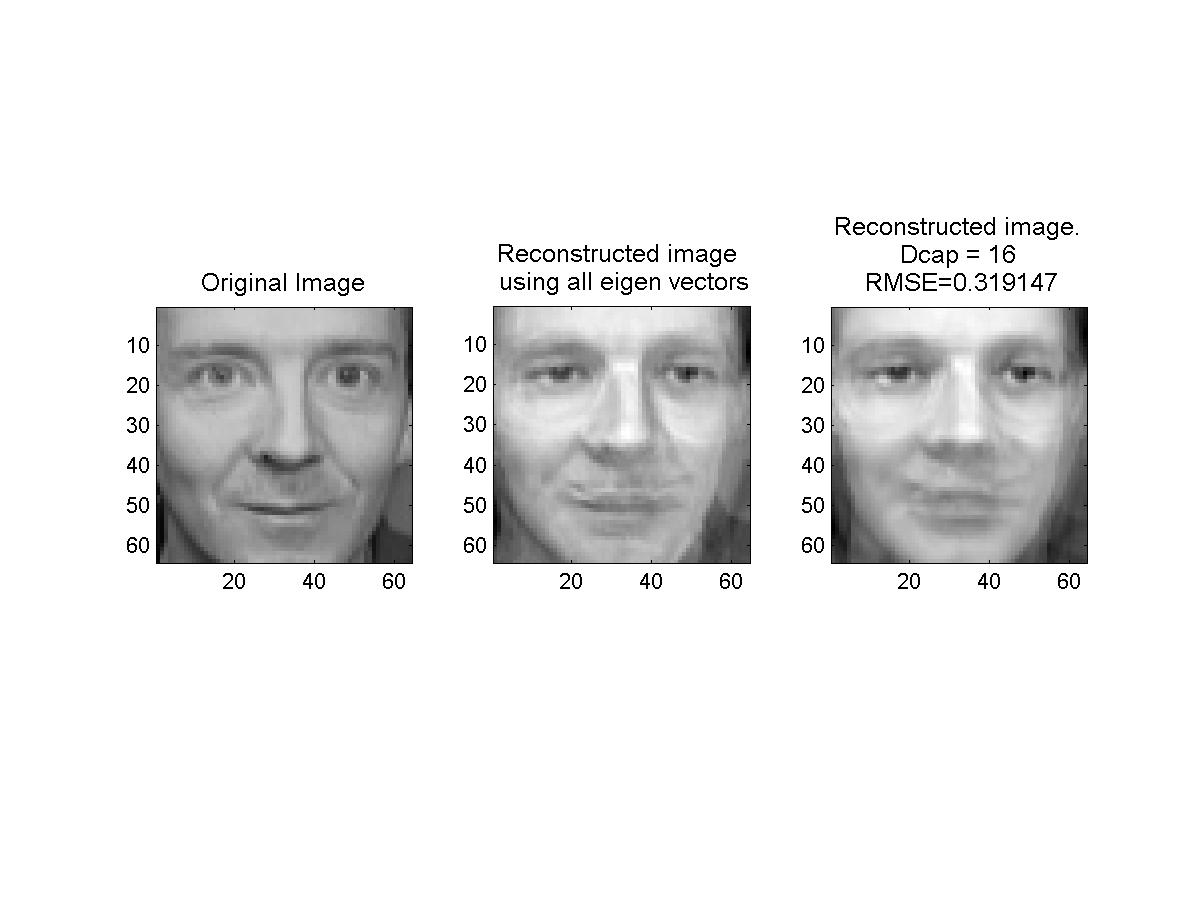 Original Image
10
20
30
40
50
60
20 40 60
Reconstructed image
using all eigen vectors
10
20
30
40
50
60
20 40 60
Reconstructed image.
Dcap = 16
RMSE=0.319147
10
20
30
40
50
60
20 40 60